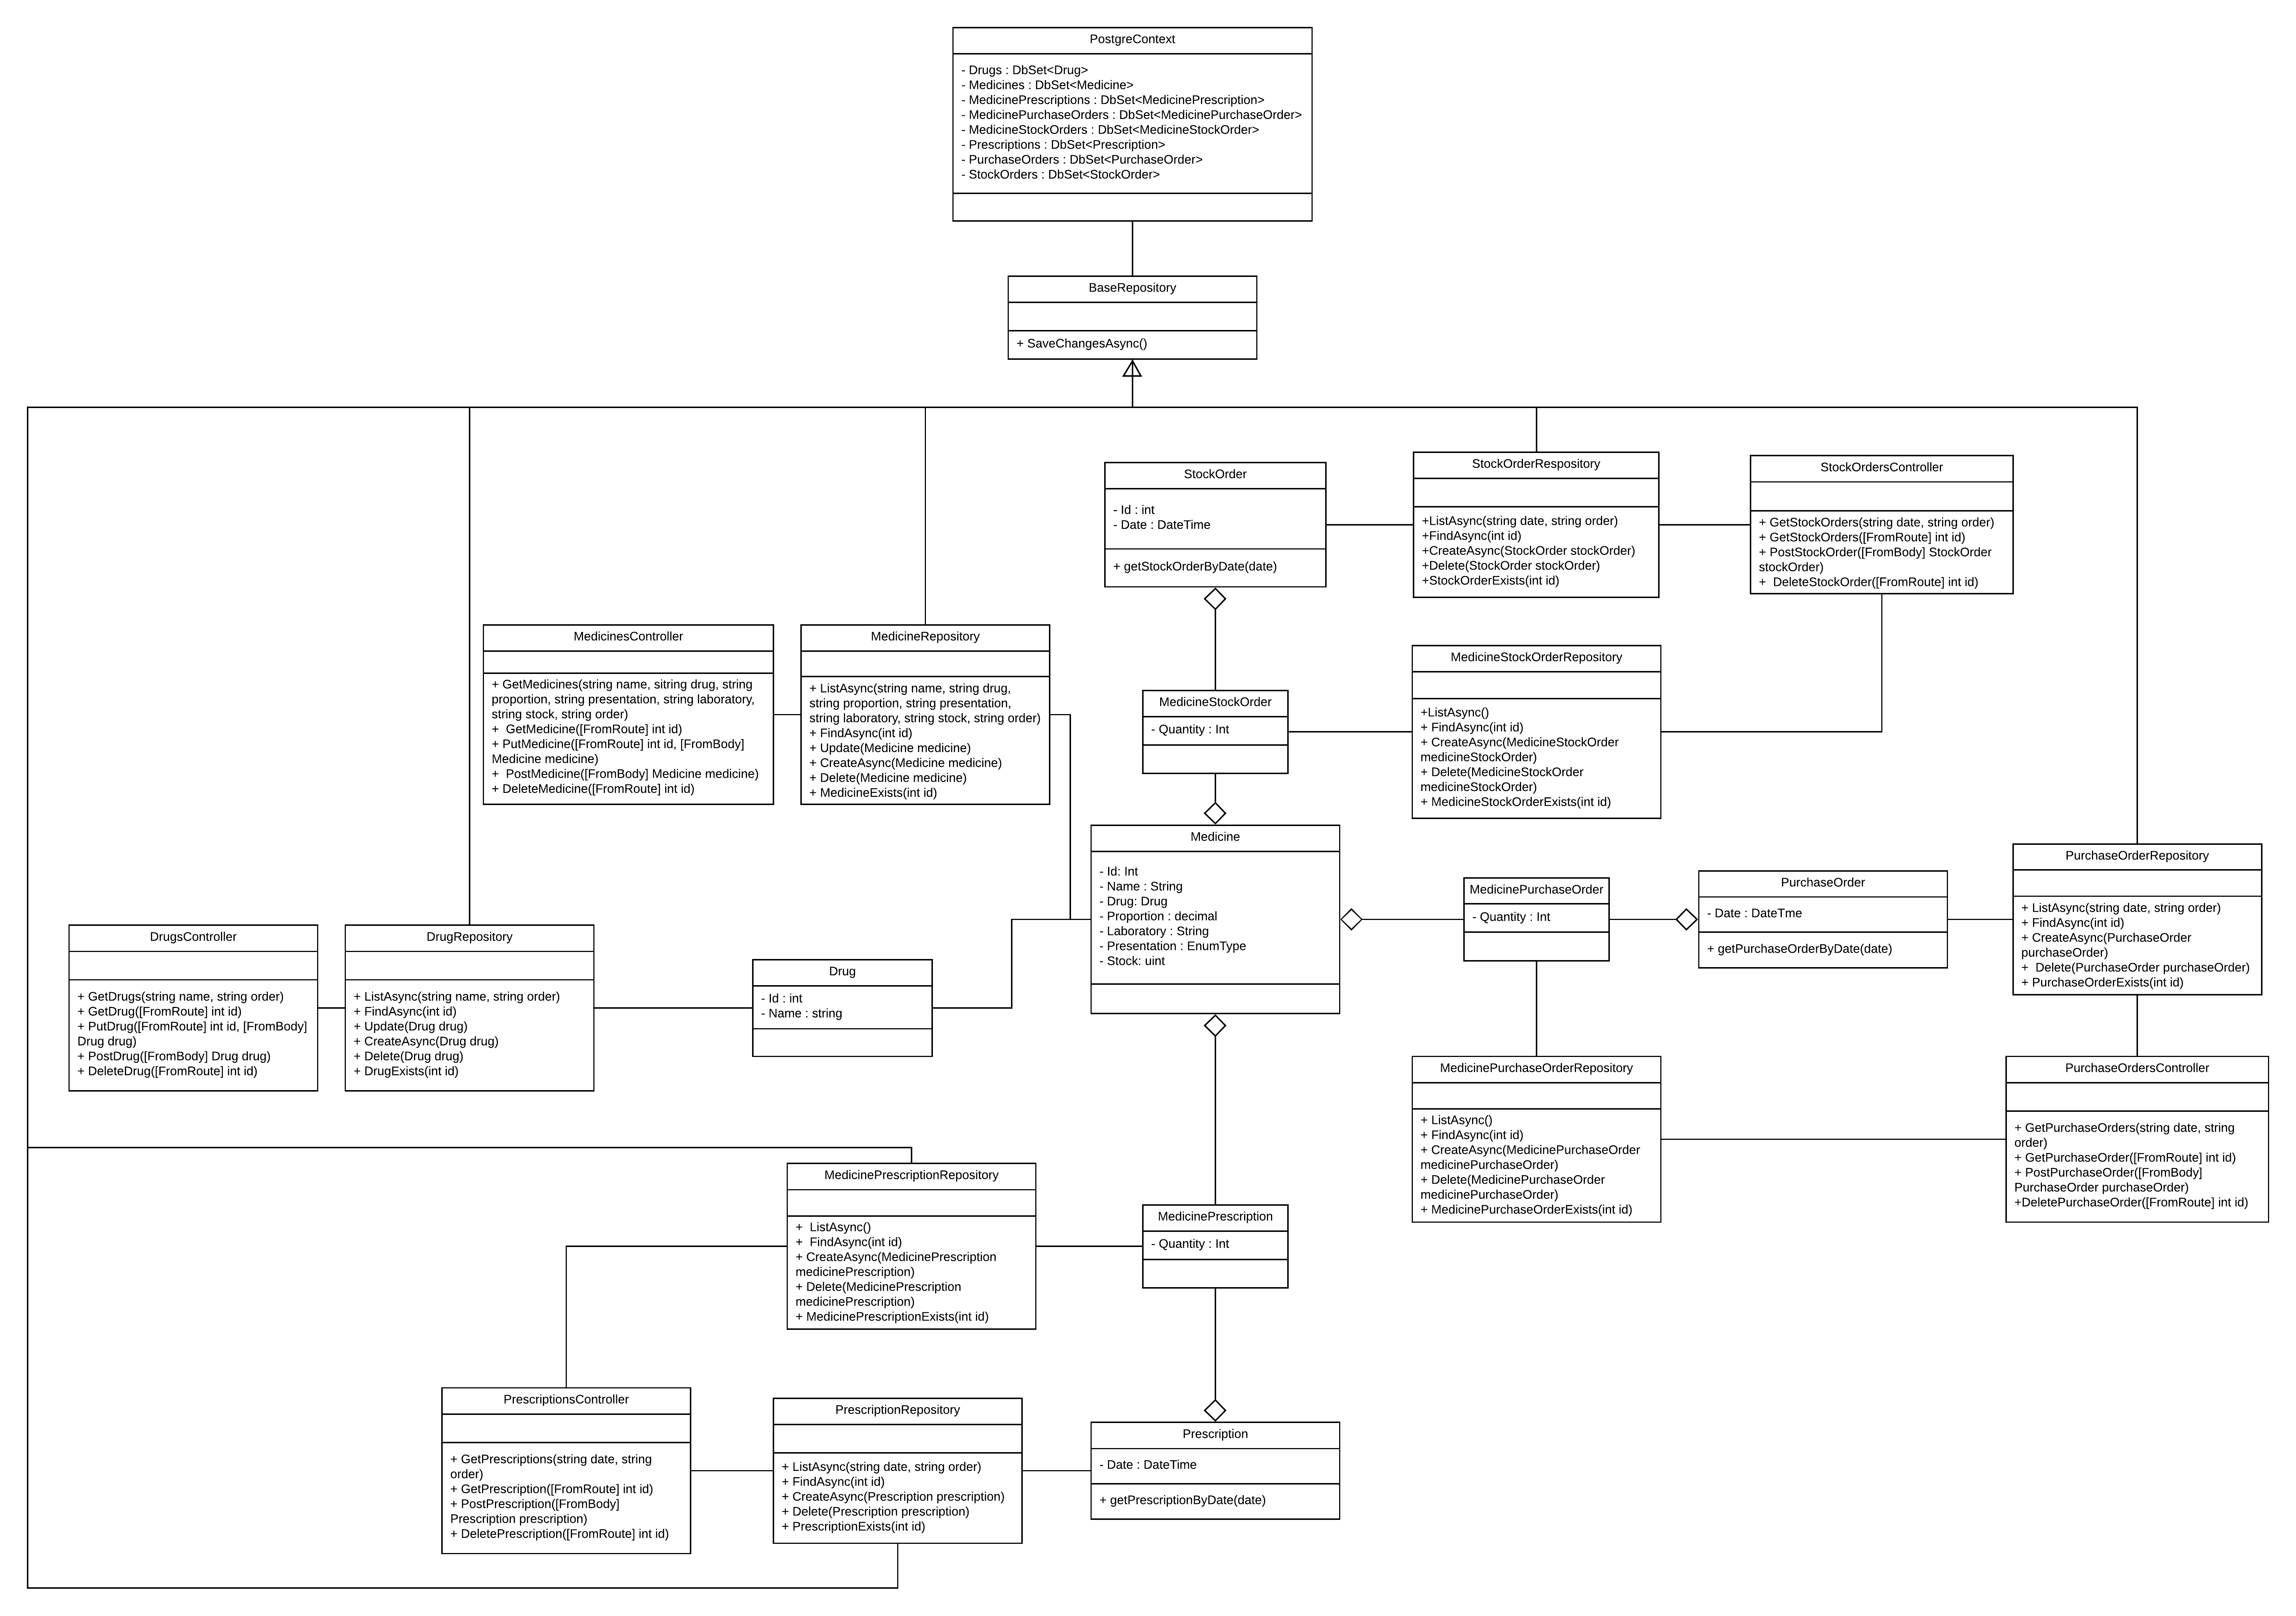 PostgreContext
- Drugs : DbSet<Drug>
- Medicines : DbSet<Medicine>
- MedicinePrescriptions : DbSet<MedicinePrescription>
- MedicinePurchaseOrders : DbSet<MedicinePurchaseOrder>
- MedicineStockOrders : DbSet<MedicineStockOrder>
- Prescriptions : DbSet<Prescription>
- PurchaseOrders : DbSet<PurchaseOrder>
- StockOrders : DbSet<StockOrder>
BaseRepository
+ SaveChangesAsync()
StockOrder
- Id : int
- Date : DateTime
+ getStockOrderByDate(date)
StockOrderRespository
+ListAsync(string date, string order)
+FindAsync(int id)
+CreateAsync(StockOrder stockOrder)
+Delete(StockOrder stockOrder)
+StockOrderExists(int id)
StockOrdersController
+ GetStockOrders(string date, string order)
+ GetStockOrders([FromRoute] int id)
+ PostStockOrder([FromBody] StockOrder
stockOrder)
+  DeleteStockOrder([FromRoute] int id)
MedicinesController
+ GetMedicines(string name, sitring drug, string
proportion, string presentation, string laboratory,
string stock, string order)
+  GetMedicine([FromRoute] int id)
+ PutMedicine([FromRoute] int id, [FromBody]
Medicine medicine)
+  PostMedicine([FromBody] Medicine medicine)
+ DeleteMedicine([FromRoute] int id)
MedicineRepository
+ ListAsync(string name, string drug,
string proportion, string presentation,
string laboratory, string stock, string order)
+ FindAsync(int id)
+ Update(Medicine medicine)
+ CreateAsync(Medicine medicine)
+ Delete(Medicine medicine)
+ MedicineExists(int id)
MedicineStockOrder
- Quantity : Int
MedicineStockOrderRepository
+ListAsync()
+ FindAsync(int id)
+ CreateAsync(MedicineStockOrder
medicineStockOrder)
+ Delete(MedicineStockOrder
medicineStockOrder)
+ MedicineStockOrderExists(int id)
Medicine
- Id: Int
- Name : String
- Drug: Drug
- Proportion : decimal
- Laboratory : String
- Presentation : EnumType
- Stock: uint
MedicinePurchaseOrder
- Quantity : Int
PurchaseOrder
- Date : DateTme
+ getPurchaseOrderByDate(date)
PurchaseOrderRepository
+ ListAsync(string date, string order)
+ FindAsync(int id)
+ CreateAsync(PurchaseOrder
purchaseOrder)
+  Delete(PurchaseOrder purchaseOrder)
+ PurchaseOrderExists(int id)
DrugsController
+ GetDrugs(string name, string order)
+ GetDrug([FromRoute] int id)
+ PutDrug([FromRoute] int id, [FromBody]
Drug drug)
+ PostDrug([FromBody] Drug drug)
+ DeleteDrug([FromRoute] int id)
DrugRepository
+ ListAsync(string name, string order)
+ FindAsync(int id)
+ Update(Drug drug)
+ CreateAsync(Drug drug)
+ Delete(Drug drug)
+ DrugExists(int id)
Drug
- Id : int
- Name : string
MedicinePurchaseOrderRepository
+ ListAsync()
+ FindAsync(int id)
+ CreateAsync(MedicinePurchaseOrder
medicinePurchaseOrder)
+ Delete(MedicinePurchaseOrder
medicinePurchaseOrder)
+ MedicinePurchaseOrderExists(int id)
PurchaseOrdersController
+ GetPurchaseOrders(string date, string
order)
+ GetPurchaseOrder([FromRoute] int id)
+ PostPurchaseOrder([FromBody]
PurchaseOrder purchaseOrder)
+DeletePurchaseOrder([FromRoute] int id)
MedicinePrescriptionRepository
+  ListAsync()
+  FindAsync(int id)
+ CreateAsync(MedicinePrescription
medicinePrescription)
+ Delete(MedicinePrescription
medicinePrescription)
+ MedicinePrescriptionExists(int id)
MedicinePrescription
- Quantity : Int
PrescriptionsController
+ GetPrescriptions(string date, string
order)
+ GetPrescription([FromRoute] int id)
+ PostPrescription([FromBody]
Prescription prescription)
+ DeletePrescription([FromRoute] int id)
PrescriptionRepository
+ ListAsync(string date, string order)
+ FindAsync(int id)
+ CreateAsync(Prescription prescription)
+ Delete(Prescription prescription)
+ PrescriptionExists(int id)
Prescription
- Date : DateTime
+ getPrescriptionByDate(date)